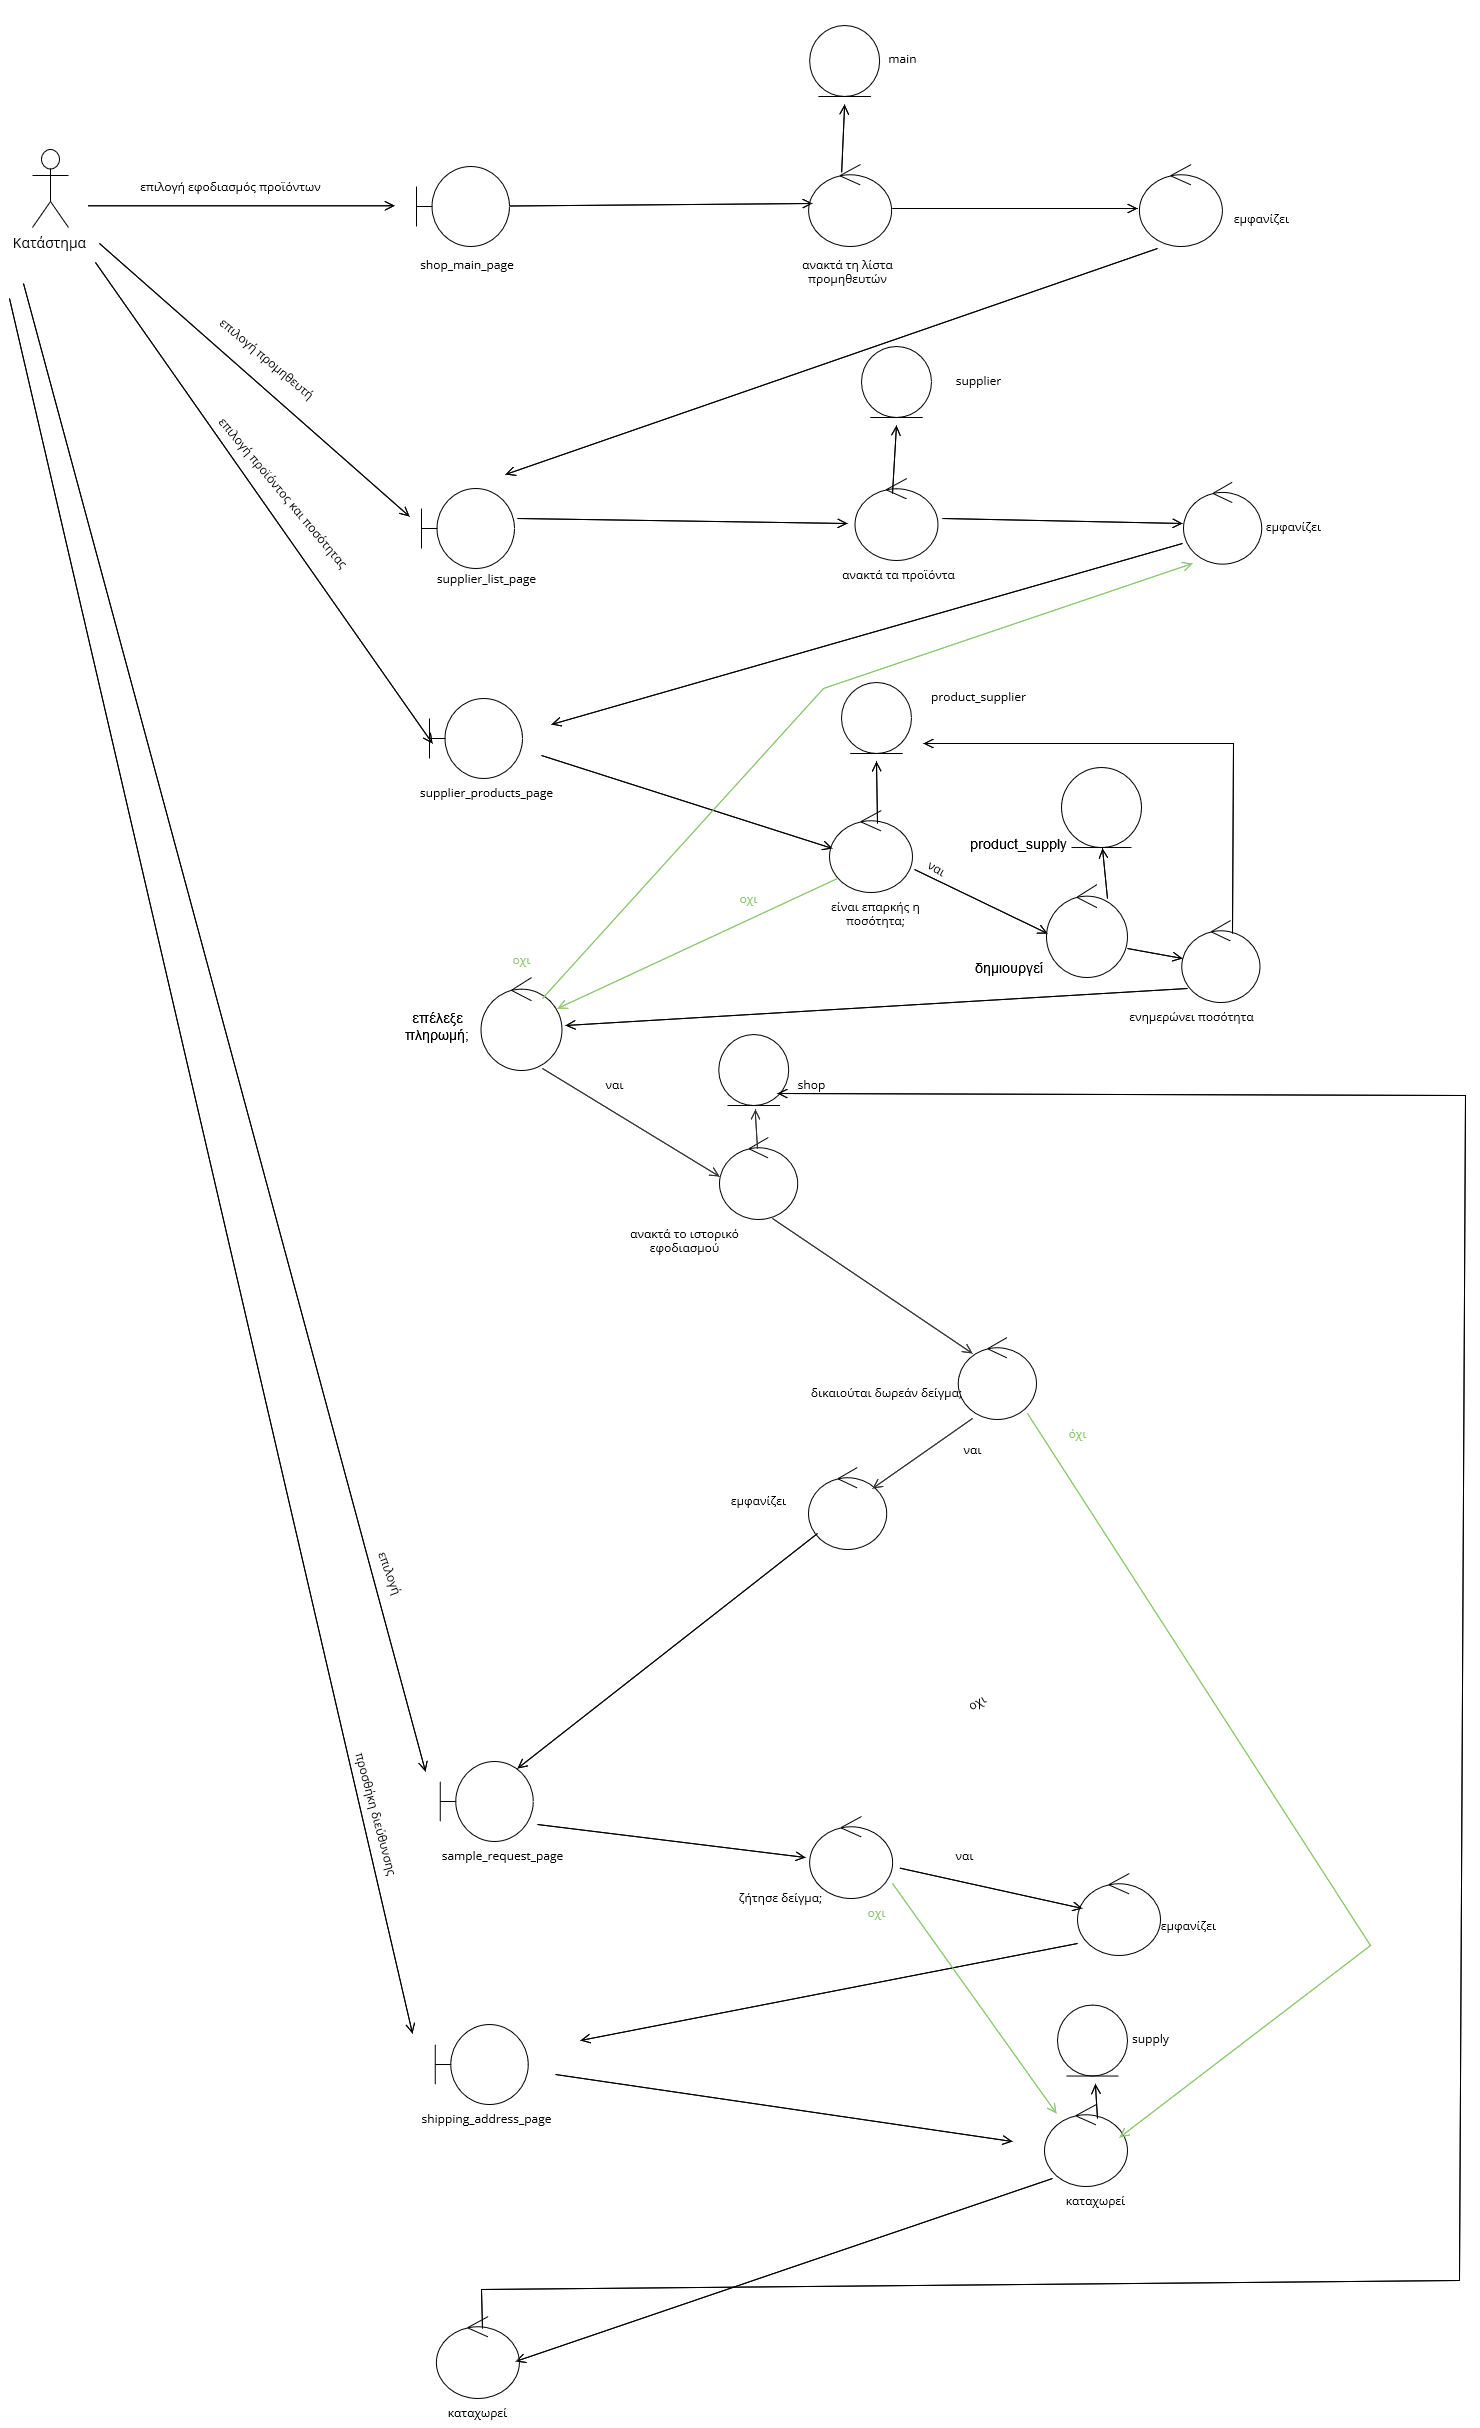 main
επιλογή εφοδιασμός προϊόντων
Κατάστημα
εμφανίζει
shop_main_page
ανακτά τη λίστα
προμηθευτών
επιλογή προμηθευτή
supplier
επιλογή προϊόντος και ποσότητας
εμφανίζει
supplier_list_page
ανακτά τα προϊόντα
product_supplier
supplier_products_page
product_supply
ναι
οχι
είναι επαρκής η
ποσότητα;
οχι
δημιουργεί
επέλεξε
πληρωμή;
ενημερώνει ποσότητα
ναι
shop
ανακτά το ιστορικό
εφοδιασμού
δικαιούται δωρεάν δείγμα;
όχι
ναι
εμφανίζει
επιλογή
οχι
προσθήκη διεύθυνσης
sample_request_page
ναι
ζήτησε δείγμα;
οχι
εμφανίζει
supply
shipping_address_page
καταχωρεί
καταχωρεί